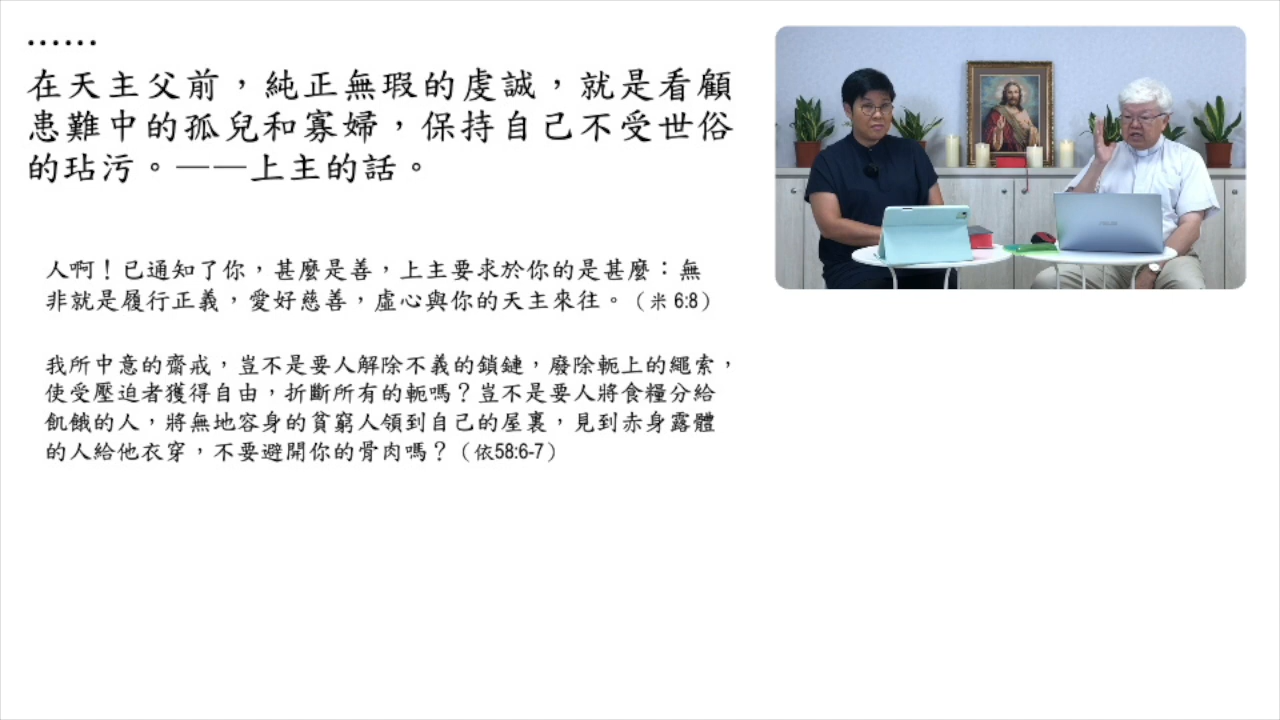 ......
在天主父前，純正無瑕的虔誠，就是看顧
患難中的孤兒和寡婦，保持自己不受世俗
的玷污。——上主的話。
人啊！已通知了你，甚麼是善，上主要求於你的是甚麼：無
非就是履行正義，愛好慈善，虛心與你的天主來往。（米 6:8）
我所中意的齋戒，豈不是要人解除不義的鎖鏈，廢除軛上的繩索，
使受壓迫者獲得自由，折斷所有的軛嗎？豈不是要人將食糧分給
飢餓的人，將無地容身的貧窮人領到自己的屋裏，見到赤身露體
的人給他衣穿，不要避開你的骨肉嗎？（依58:6-7）
ASUS